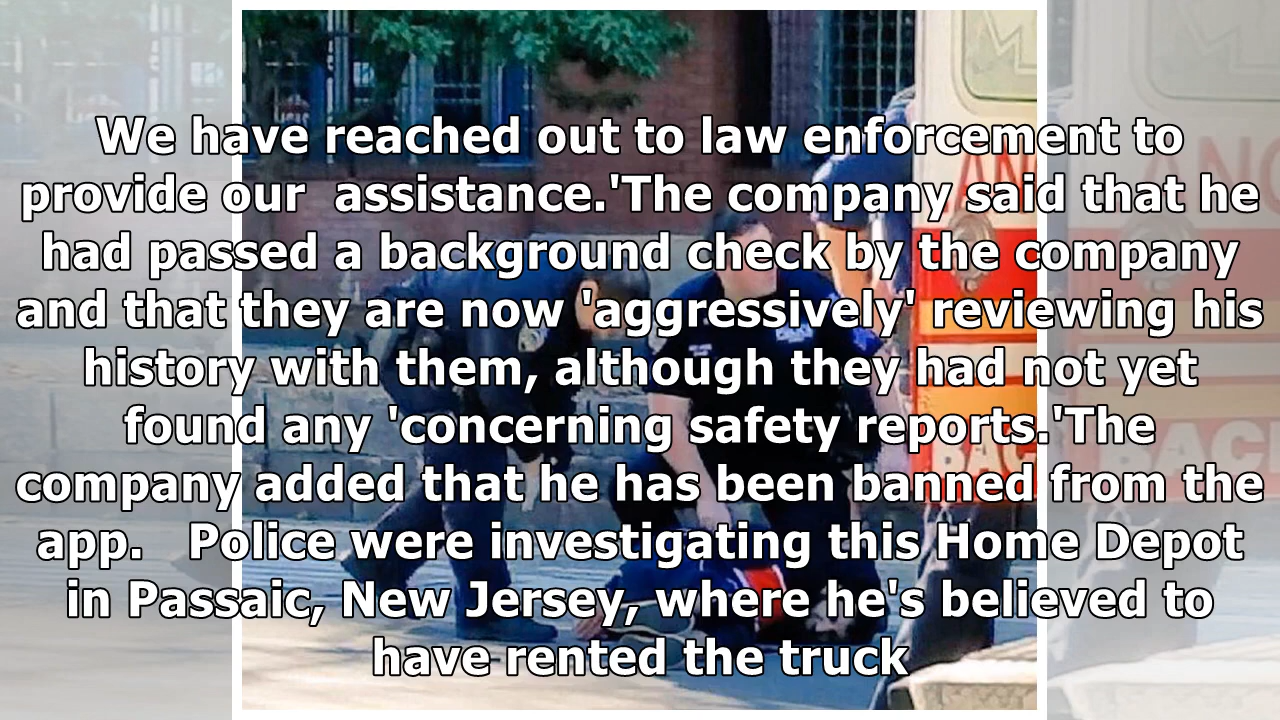 We have reached out to law enforcement to
provide our  assistance.'The company said that he
had passed a background check by the company
and that they are now 'aggressively' reviewing his
history with them, although they had not yet
found any 'concerning safety reports.'The
company added that he has been banned from the
app.   Police were investigating this Home Depot
in Passaic, New Jersey, where he's believed to
have rented the truck